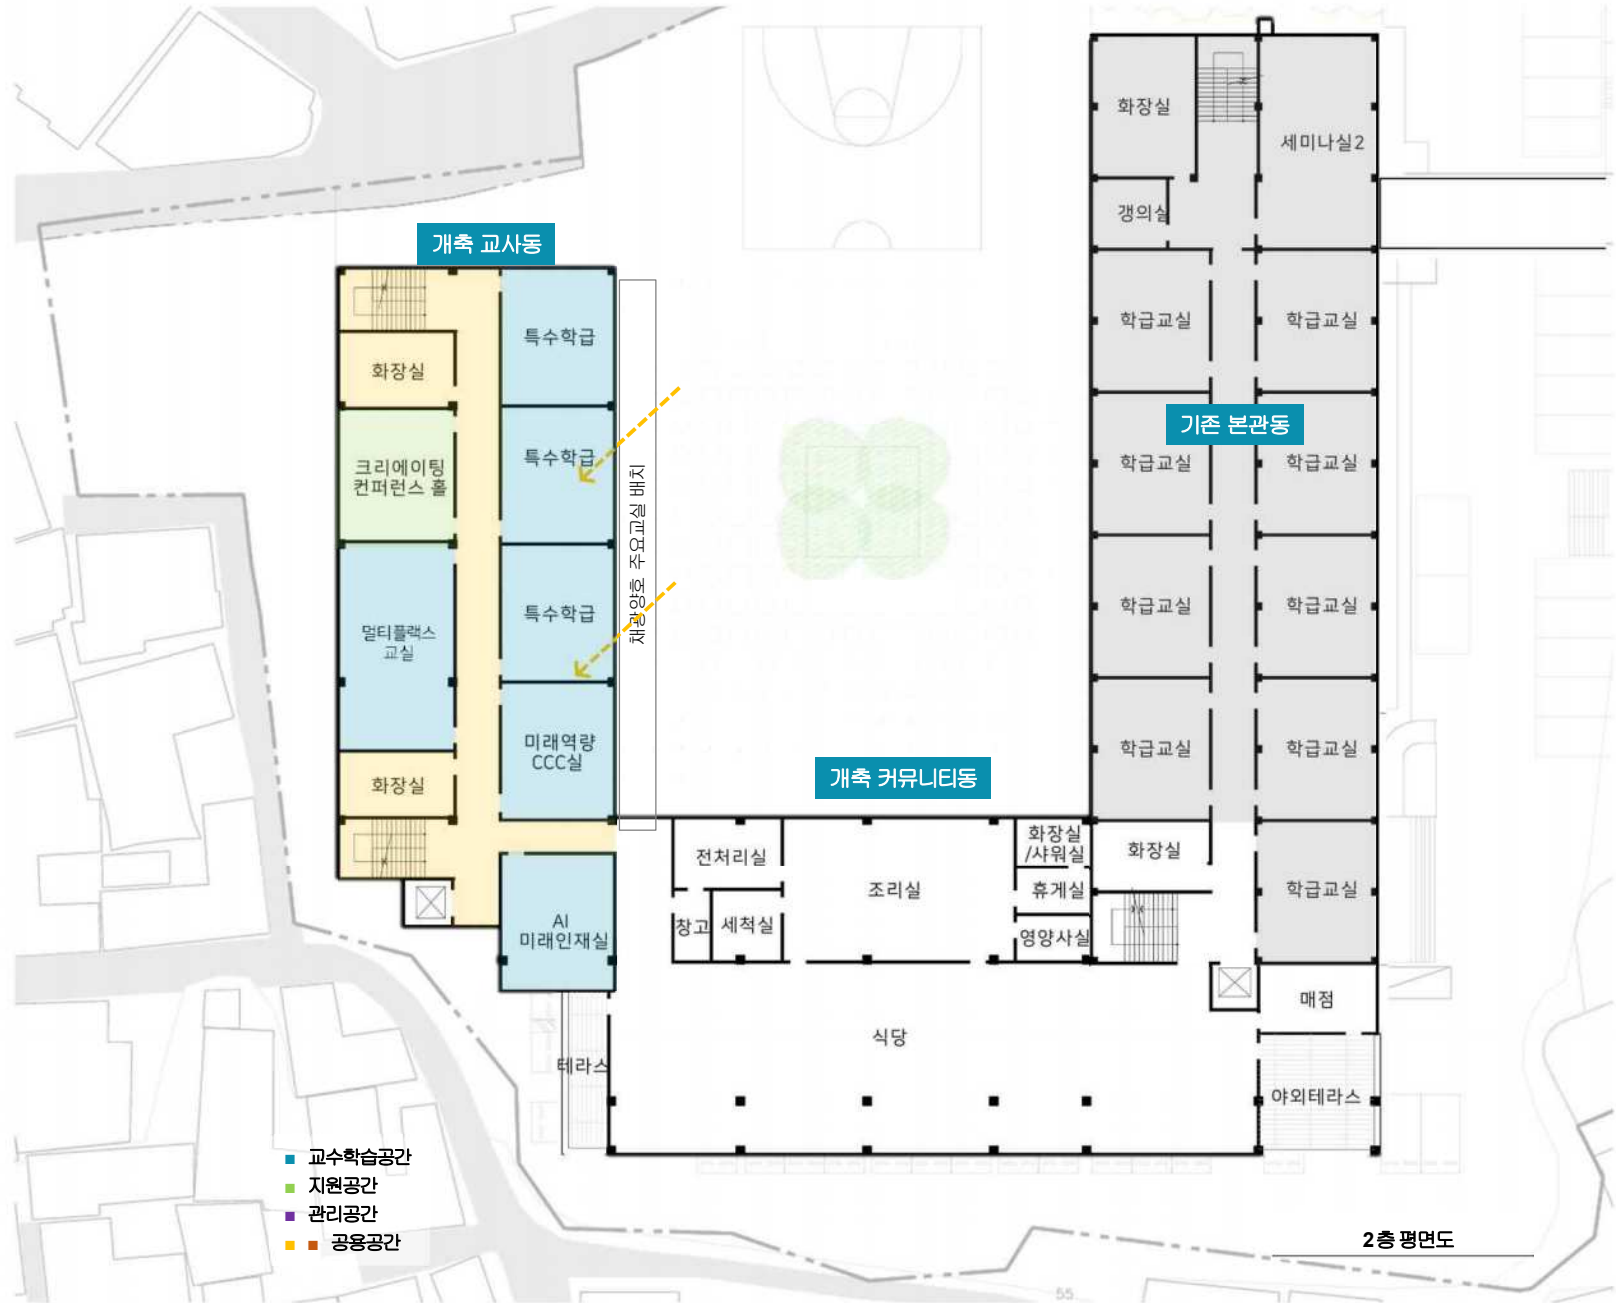 화장실
세미나실2
갱의실
개축 교사동
특수학급
학급교실
학급교실
화장실
기존 본관동
크리에이팅
컨퍼런스 홀
특수학급
학급교실
학급교실
채광양호 주요교실 배치
특수학급
학급교실
학급교실
멀티플랙스
교실
미래역량
CCC실
학급교실
학급교실
개축 커뮤니티동
화장실
전처리실
조리실
화장실
/샤워실
화장실
휴게실
학급교실
창고
세척실
영양사실
AI
미래인재실
매점
식당
테라스
야외테라스
교수학습공간
지원공간
관리공간
공용공간
2층 평면도
55